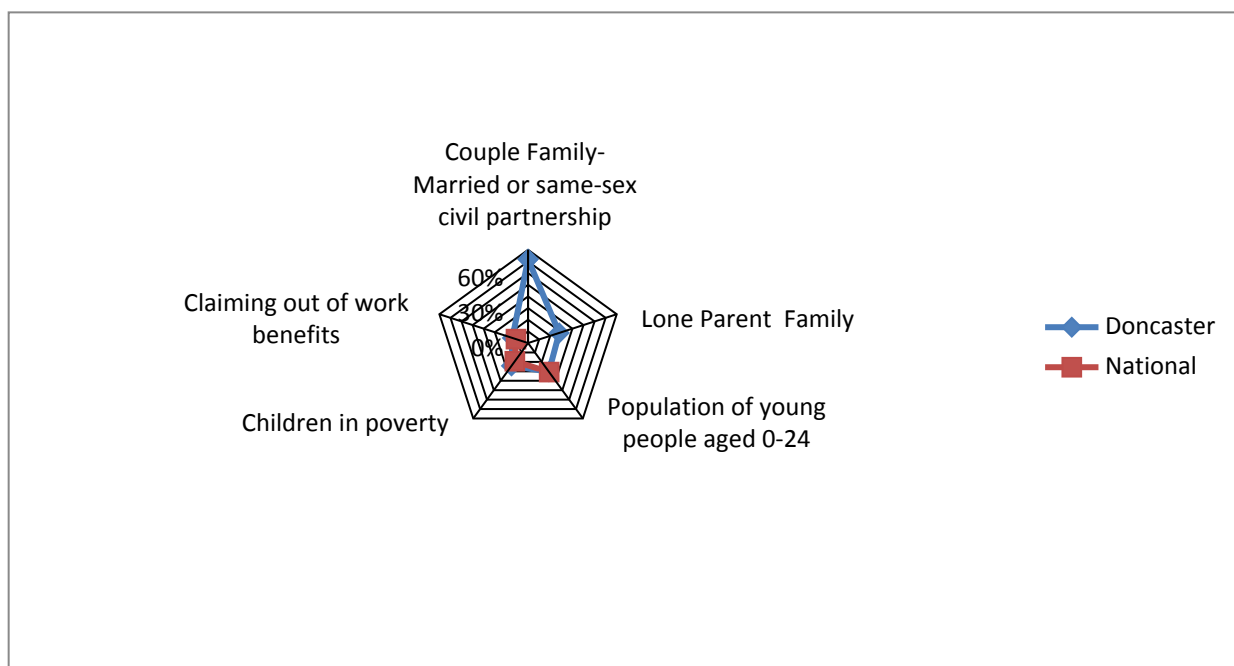 Couple Family-
Married or same-sex
civil partnership
60%
30%
0%
Claiming out of work
benefits
Lone Parent Family
Children in poverty
Population of young
people aged 0-24
Doncaster
National